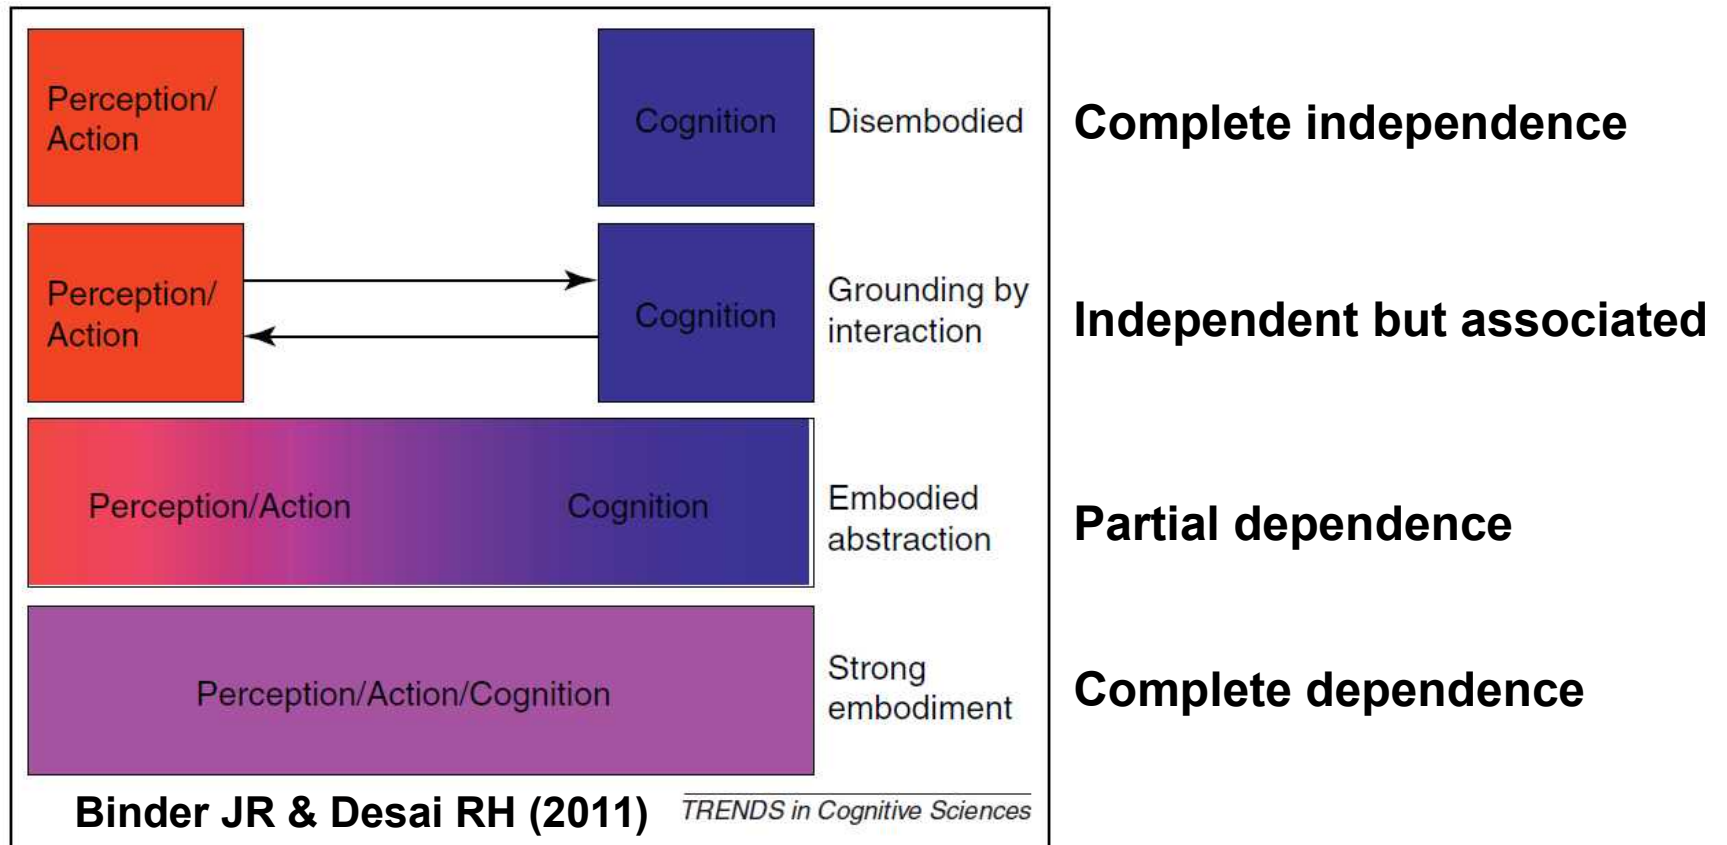 Perception/
Action
Cognition
Disembodied
Complete independence
Perception/
Action
Cognition
Grounding by
interaction
Independent but associated
Perception/Action
Cognition
Embodied
abstraction
Partial dependence
Perception/Action/Cognition
Strong
embodiment
Complete dependence
Binder JR & Desai RH (2011)
TRENDS in Cognitive Sciences